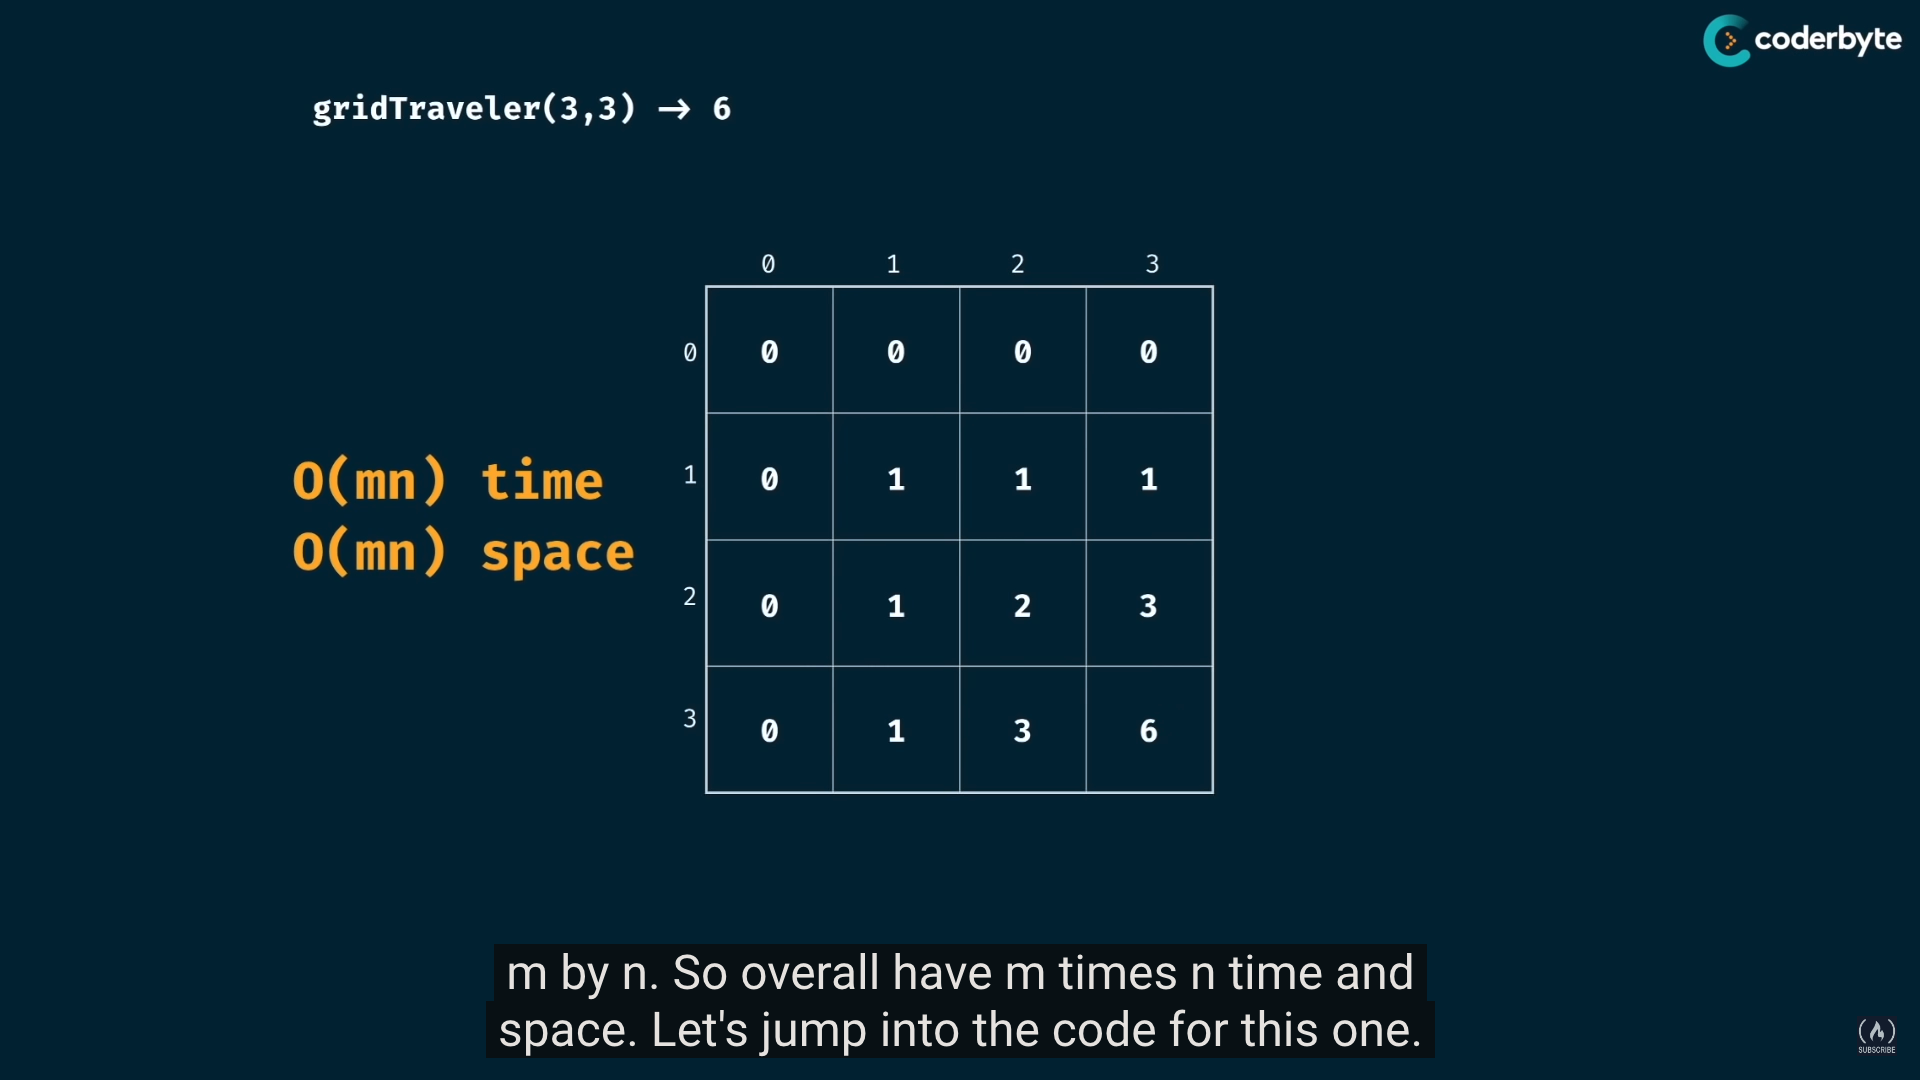 coderbyte
gridTraveler(3,3) → 6
0 1 2 3
0 0 0 0 0
O(mn) time
O(mn) space
1 0 1 1 1
2 0 1 2 3
3 0 1 3 6
m by n. So overall have m times n time and
space. Let's jump into the code for this one.
SUBSCRIBE